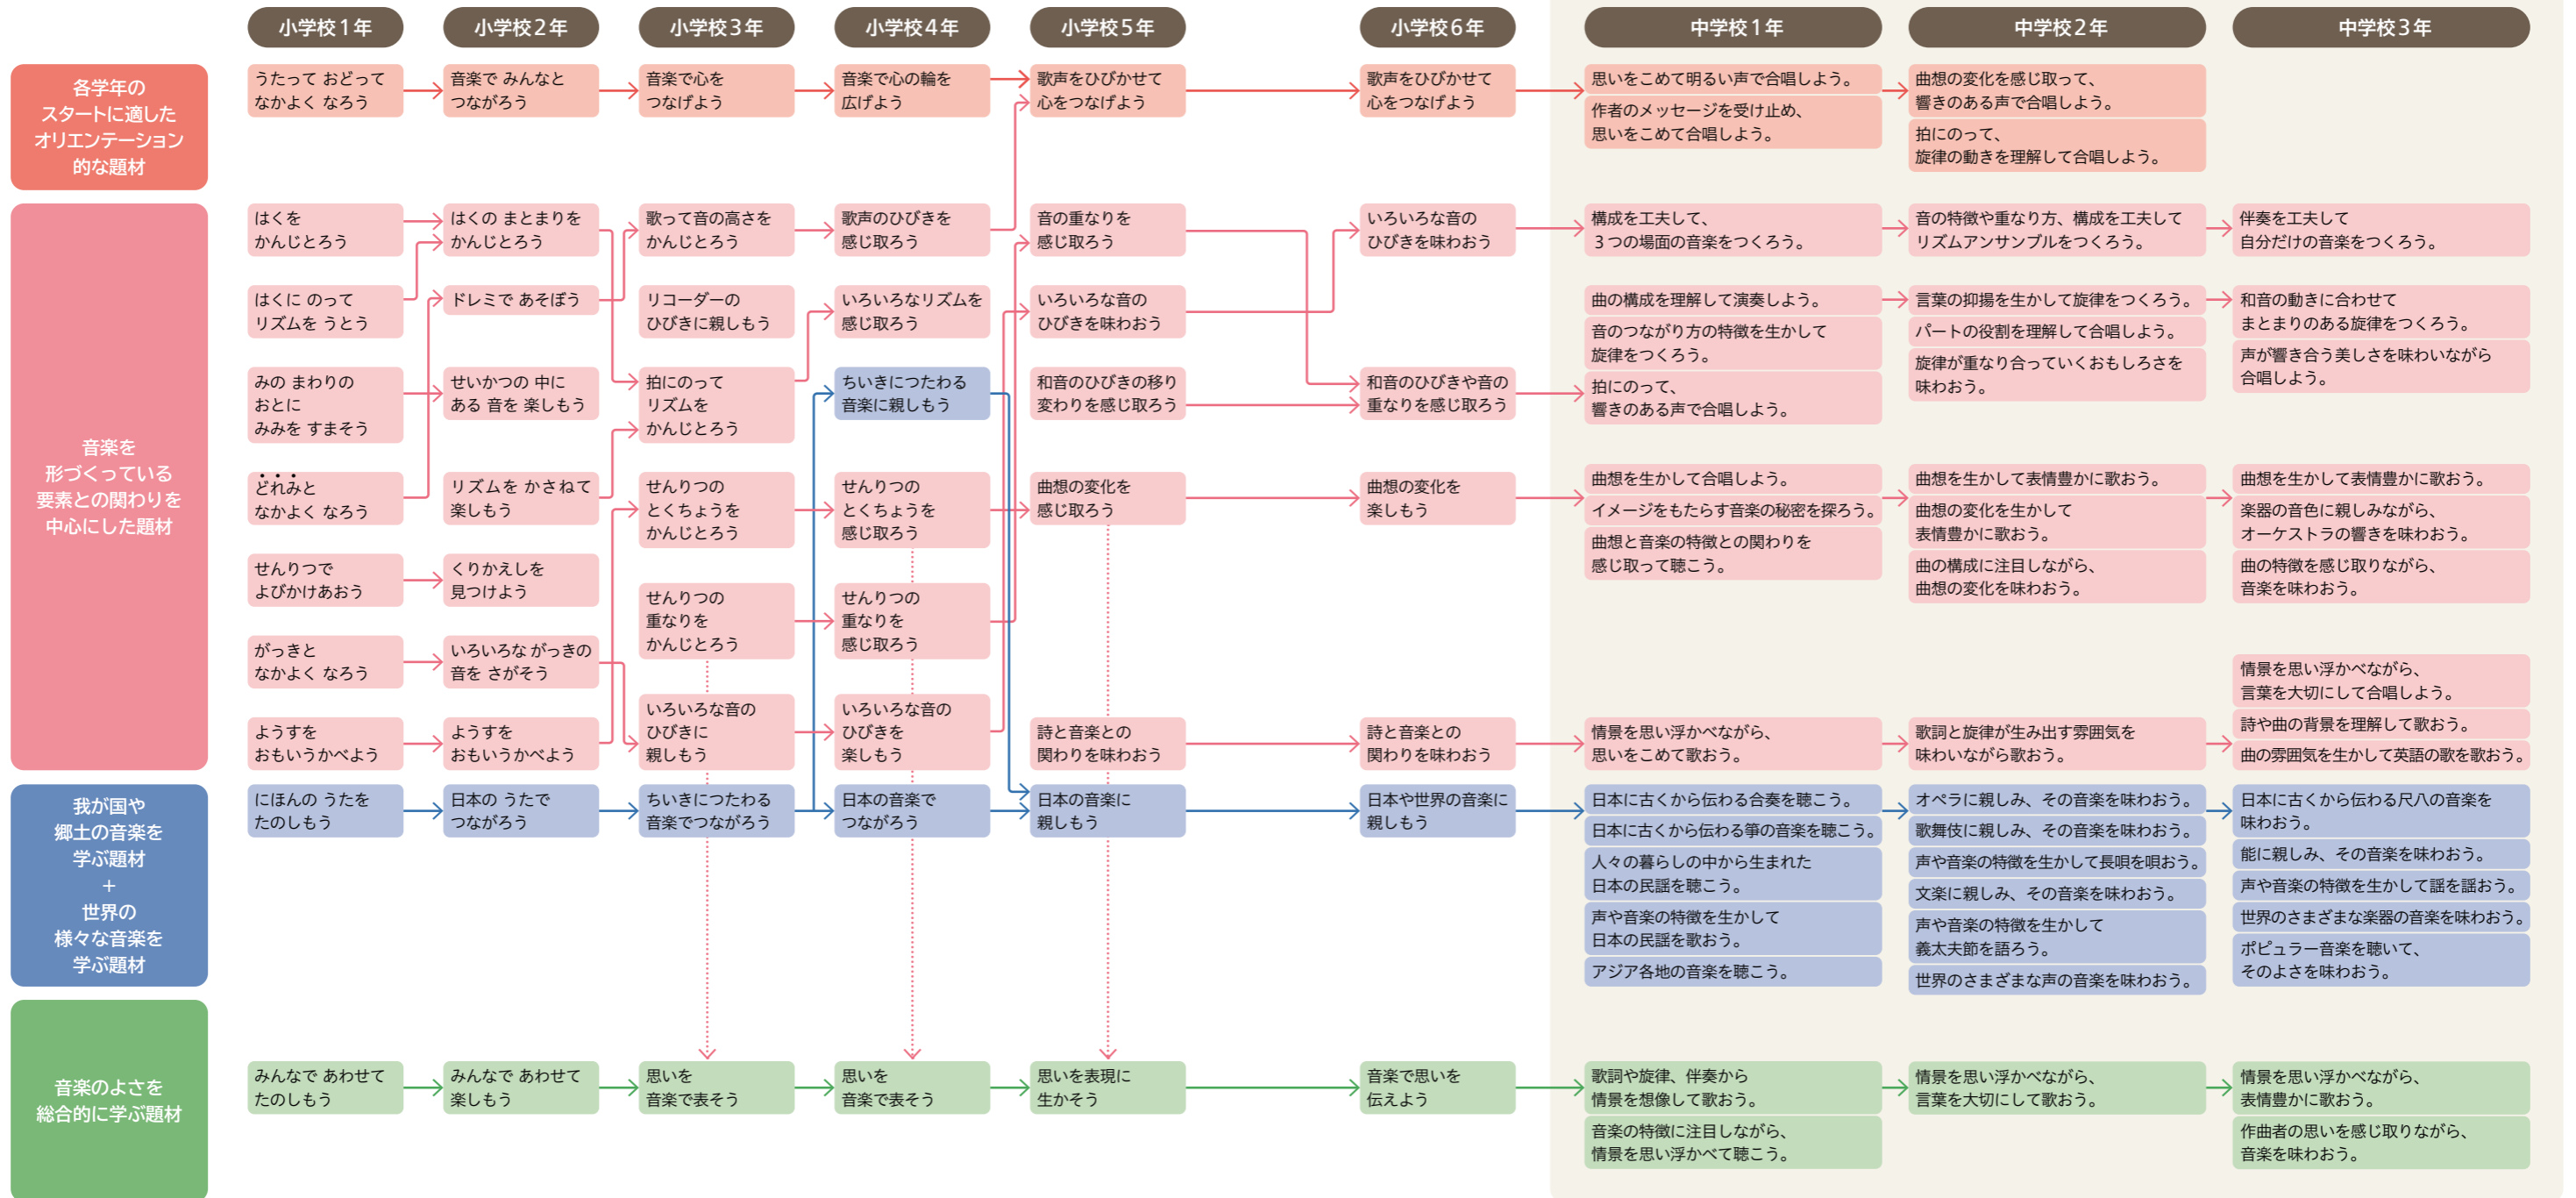 小学校1年
小学校2年
小学校3年
小学校4年
小学校5年
小学校6年
中学校1年
中学校2年
中学校3年
各学年の
スタートに適した
オリエンテーション
的な題材
うたって おどって
なかよく なろう
音楽で みんなと
つながろう
音楽で心を
つなげよう
音楽で心の輪を
広げよう
歌声をひびかせて
心をつなげよう
歌声をひびかせて
心をつなげよう
思いをこめて明るい声で合唱しよう。
作者のメッセージを受け止め、
思いをこめて合唱しよう。
曲想の変化を感じ取って、
響きのある声で合唱しよう。
拍にのって、
旋律の動きを理解して合唱しよう。
音楽を
形づくっている
要素との関わりを
中心にした題材
はくを
かんじとろう
はくに のって
リズムを うとう
みの まわりの
おとに
みみを すまそう
どれみと
なかよく なろう
せんりつで
よびかけあおう
がっきと
なかよく なろう
ようすを
おもいうかべよう
はくの まとまりを
かんじとろう
ドレミで あそぼう
せいかつの 中に
ある 音を 楽しもう
リズムを かさねて
楽しもう
くりかえしを
見つけよう
いろいろな がっきの
音を さがそう
ようすを
おもいうかべよう
歌って音の高さを
かんじとろう
リコーダーの
ひびきに親しもう
拍にのって
リズムを
かんじとろう
せんりつの
とくちょうを
かんじとろう
せんりつの
重なりを
かんじとろう
いろいろな音の
ひびきに
親しもう
歌声のひびきを
感じ取ろう
いろいろなリズムを
感じ取ろう
ちいきにつたわる
音楽に親しもう
せんりつの
とくちょうを
感じ取ろう
せんりつの
重なりを
感じ取ろう
いろいろな音の
ひびきを
楽しもう
音の重なりを
感じ取ろう
いろいろな音の
ひびきを味わおう
和音のひびきの移り
変わりを感じ取ろう
曲想の変化を
感じ取ろう
詩と音楽との
関わりを味わおう
いろいろな音の
ひびきを味わおう
和音のひびきや音の
重なりを感じ取ろう
曲想の変化を
楽しもう
詩と音楽との
関わりを味わおう
構成を工夫して、
3つの場面の音楽をつくろう。
曲の構成を理解して演奏しよう。
音のつながり方の特徴を生かして
旋律をつくろう。
拍にのって、
響きのある声で合唱しよう。
曲想を生かして合唱しよう。
イメージをもたらす音楽の秘密を探ろう。
曲想と音楽の特徴との関わりを
感じ取って聴こう。
情景を思い浮かべながら、
思いをこめて歌おう。
音の特徴や重なり方、構成を工夫して
リズムアンサンブルをつくろう。
言葉の抑揚を生かして旋律をつくろう。
パートの役割を理解して合唱しよう。
旋律が重なり合っていくおもしろさを
味わおう。
曲想を生かして表情豊かに歌おう。
曲想の変化を生かして
表情豊かに歌おう。
曲の構成に注目しながら、
曲想の変化を味わおう。
歌詞と旋律が生み出す雰囲気を
味わいながら歌おう。
伴奏を工夫して
自分だけの音楽をつくろう。
和音の動きに合わせて
まとまりのある旋律をつくろう。
声が響き合う美しさを味わいながら
合唱しよう。
曲想を生かして表情豊かに歌おう。
楽器の音色に親しみながら、
オーケストラの響きを味わおう。
曲の特徴を感じ取りながら、
音楽を味わおう。
情景を思い浮かべながら、
言葉を大切にして合唱しよう。
詩や曲の背景を理解して歌おう。
曲の雰囲気を生かして英語の歌を歌おう。
我が国や
郷土の音楽を
学ぶ題材
+
世界の
様々な音楽を
学ぶ題材
にほんの うたを
たのしもう
日本の うたで
つながろう
ちいきにつたわる
音楽でつながろう
日本の音楽で
つながろう
日本の音楽に
親しもう
日本や世界の音楽に
親しもう
日本に古くから伝わる合奏を聴こう。
日本に古くから伝わる箏の音楽を聴こう。
人々の暮らしの中から生まれた
日本の民謡を聴こう。
声や音楽の特徴を生かして
日本の民謡を歌おう。
アジア各地の音楽を聴こう。
オペラに親しみ、その音楽を味わおう。
歌舞伎に親しみ、その音楽を味わおう。
声や音楽の特徴を生かして長唄を唄おう。
文楽に親しみ、その音楽を味わおう。
声や音楽の特徴を生かして
義太夫節を語ろう。
世界のさまざまな声の音楽を味わおう。
日本に古くから伝わる尺八の音楽を
味わおう。
能に親しみ、その音楽を味わおう。
声や音楽の特徴を生かして謡を謡おう。
世界のさまざまな楽器の音楽を味わおう。
ポピュラー音楽を聴いて、
そのよさを味わおう。
音楽のよさを
総合的に学ぶ題材
みんなで あわせて
たのしもう
みんなで あわせて
楽しもう
思いを
音楽で表そう
思いを
音楽で表そう
思いを表現に
生かそう
音楽で思いを
伝えよう
歌詞や旋律、伴奏から
情景を想像して歌おう。
音楽の特徴に注目しながら、
情景を思い浮かべて聴こう。
情景を思い浮かべながら、
言葉を大切にして歌おう。
情景を思い浮かべながら、
表情豊かに歌おう。
作曲者の思いを感じ取りながら、
音楽を味わおう。